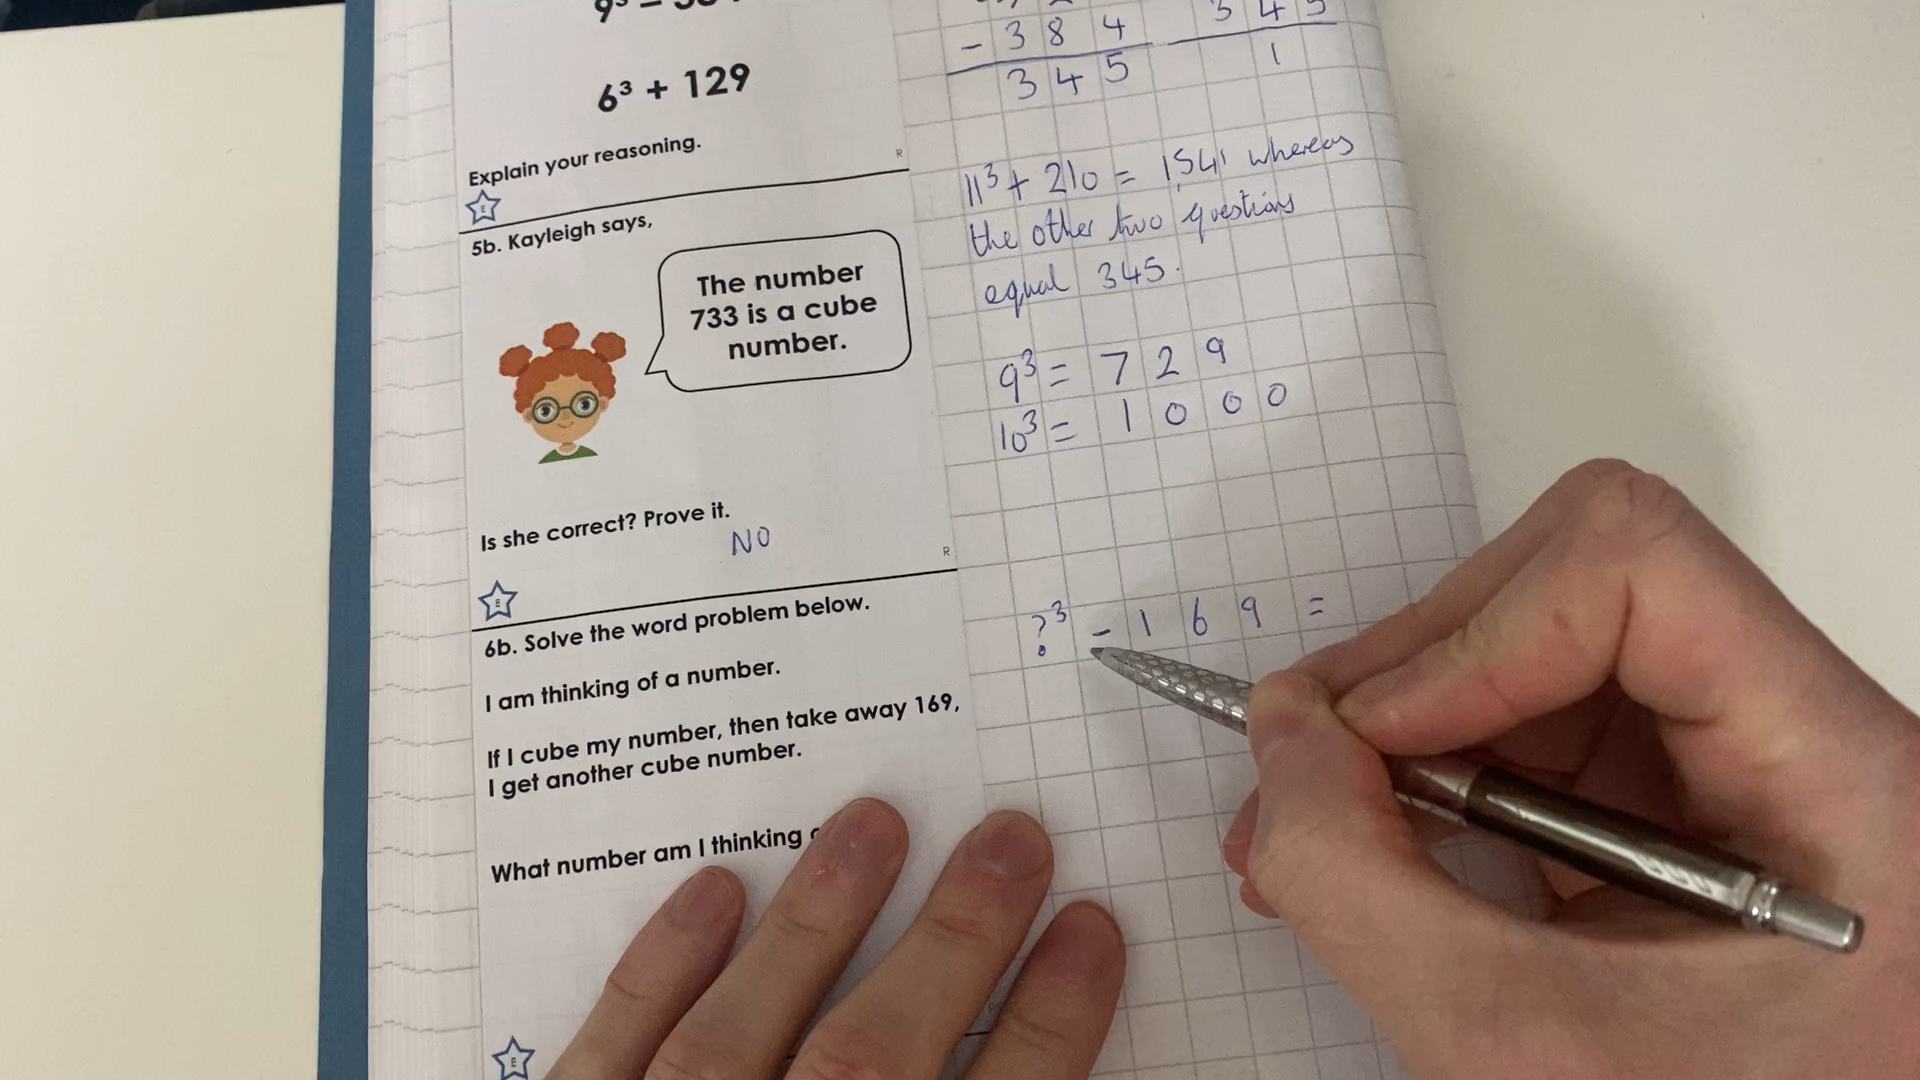 6³ + 129
Explain your reasoning.
R
E
5b. Kayleigh says,
The number
733 is a cube
number.
Is she correct? Prove it.
NO
R
E
6b. Solve the word problem below.
I am thinking of a number.
If I cube my number, then take away 169,
I get another cube number.
What number am I thinking
E
- 3 8 4
3 4 5
3 4 5
1
11³ + 210 = 1541 whereas
the other two questions
equal 345.
9³ = 7 2 9
10³ = 1 0 0 0
?³ - 1 6 9 =